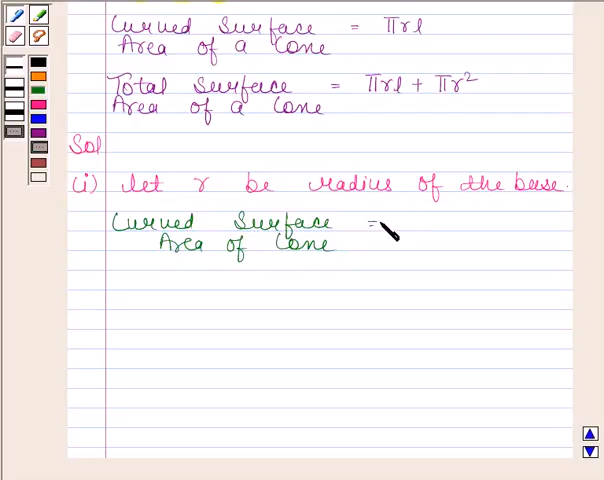 Curved Surface = πrl
Area of a Cone
Total Surface = πrl + πr²
Area of a Cone
Sol
(i) let r be radius of the base.
Curved Surface =
Area of Cone